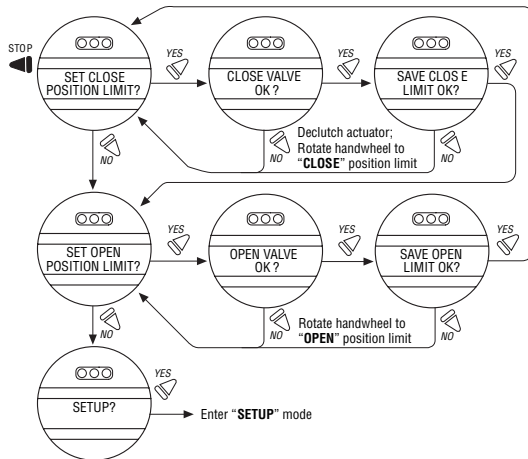 STOP
SET CLOSE
POSITION LIMIT?
YES
CLOSE VALVE
OK ?
YES
SAVE CLOS E
LIMIT OK?
NO
NO
Declutch actuator;
Rotate handwheel to
“CLOSE” position limit
NO
SET OPEN
POSITION LIMIT?
YES
OPEN VALVE
OK ?
YES
SAVE OPEN
LIMIT OK?
YES
NO
NO
Rotate handwheel to
“OPEN” position limit
NO
SETUP?
YES
Enter “SETUP” mode